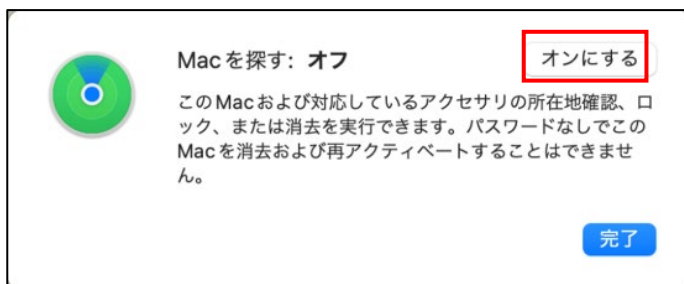 Macを探す: オフ
オンにする
このMacおよび対応しているアクセサリの所在地確認、ロ
ック、または消去を実行できます。パスワードなしでこの
Macを消去および再アクティベートすることはできませ
ん。
完了